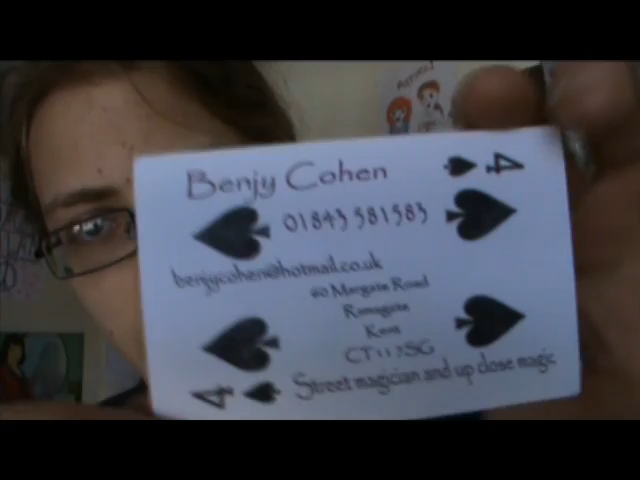 Benjy Cohen
4
01843 581583
benjycohen@hotmail.co.uk
60 Margate Road
Ramsgate
Kent
CT11 7SG
4
Street magician and up close magic